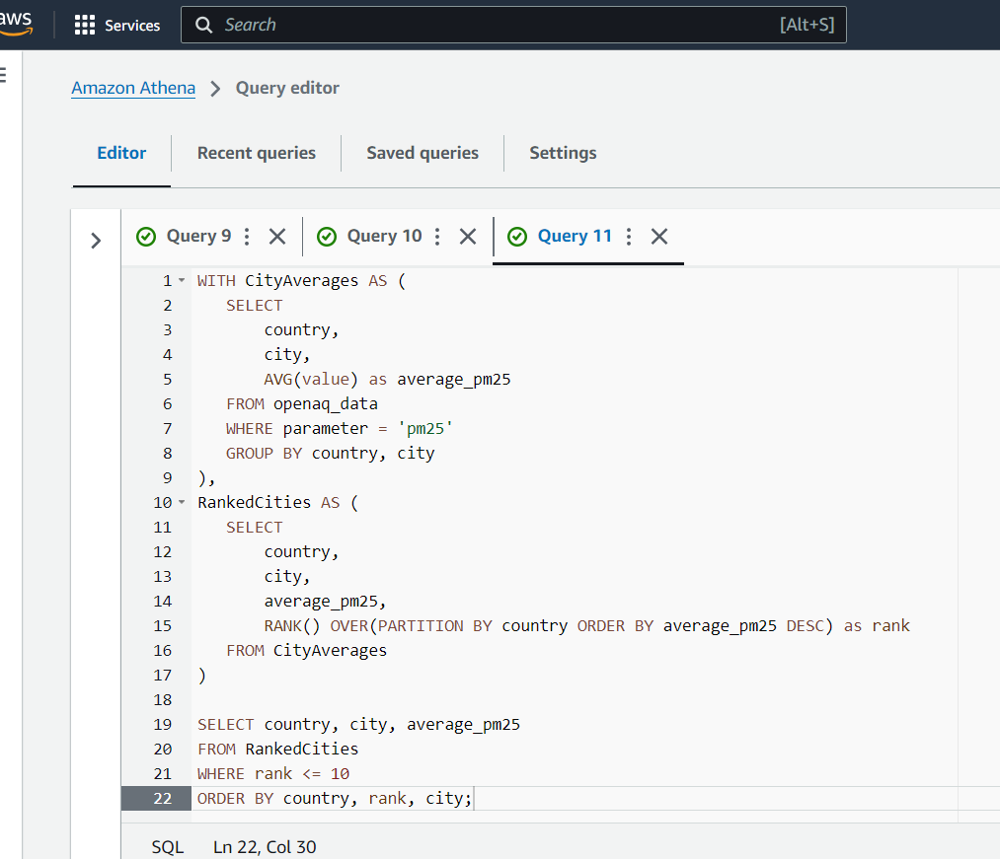 aws Services Search [Alt+S]
Amazon Athena > Query editor
Editor Recent queries Saved queries Settings
Query 9 Query 10 Query 11
1 WITH CityAverages AS (
2 SELECT
3 country,
4 city,
5 AVG(value) as average_pm25
6 FROM openaq_data
7 WHERE parameter = 'pm25'
8 GROUP BY country, city
9 ),
10 RankedCities AS (
11 SELECT
12 country,
13 city,
14 average_pm25,
15 RANK() OVER(PARTITION BY country ORDER BY average_pm25 DESC) as rank
16 FROM CityAverages
17 )
18
19 SELECT country, city, average_pm25
20 FROM RankedCities
21 WHERE rank <= 10
22 ORDER BY country, rank, city;
SQL Ln 22, Col 30